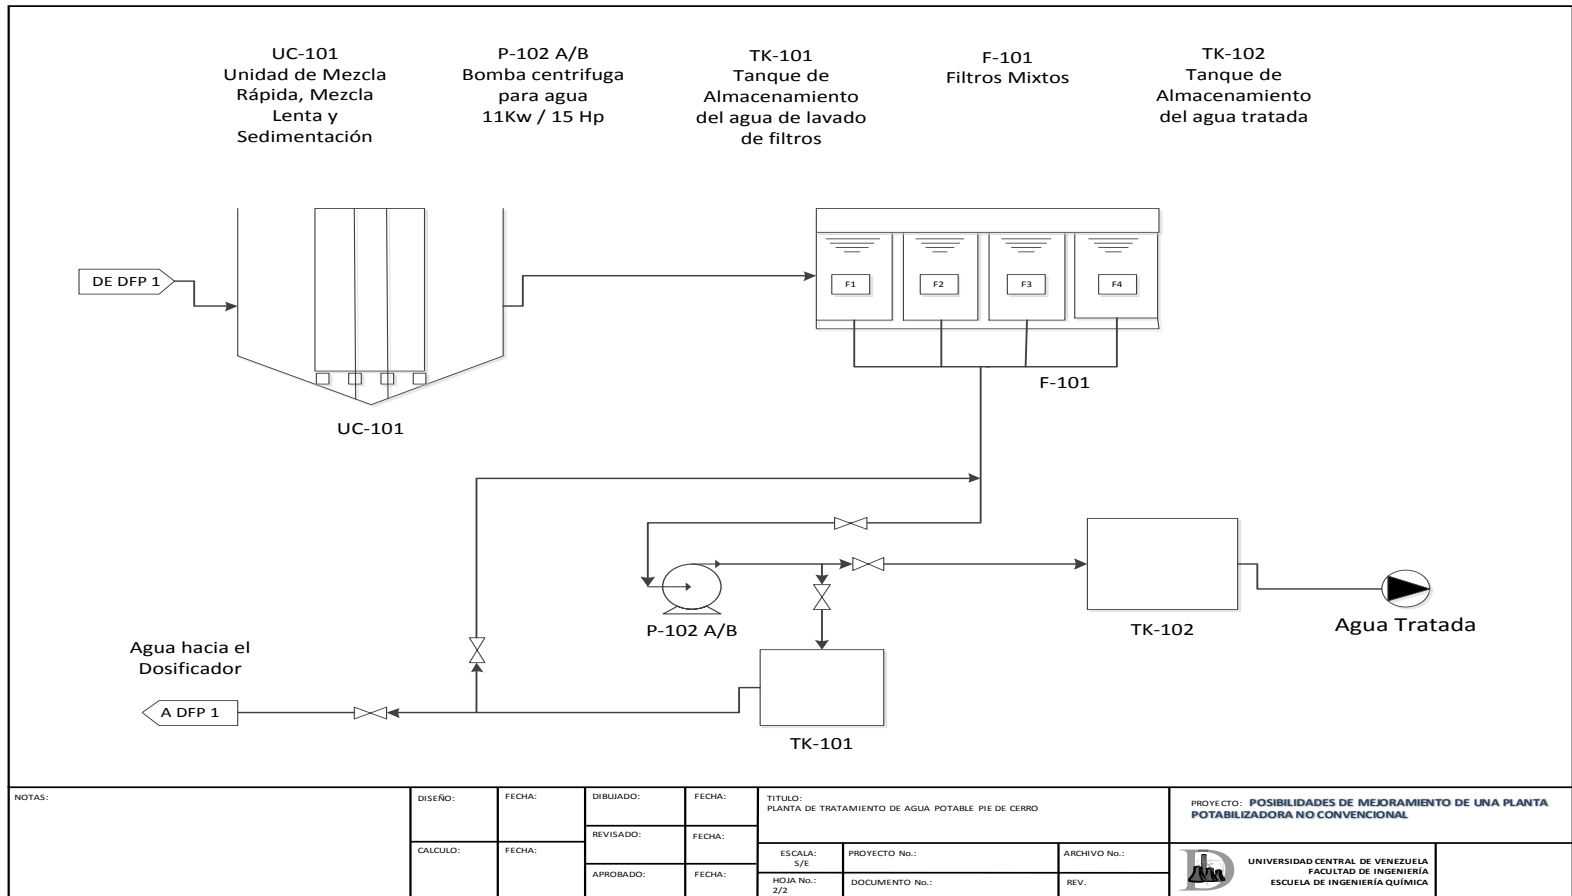 UC-101
Unidad de Mezcla
Rápida, Mezcla
Lenta y
Sedimentación
P-102 A/B
Bomba centrifuga
para agua
11Kw / 15 Hp
TK-101
Tanque de
Almacenamiento
del agua de lavado
de filtros
F-101
Filtros Mixtos
TK-102
Tanque de
Almacenamiento
del agua tratada
DE DFP 1
F1
F2
F3
F4
F-101
UC-101
P-102 A/B
TK-102
Agua Tratada
Agua hacia el
Dosificador
A DFP 1
TK-101
NOTAS:
DISEÑO:
FECHA:
DIBUJADO:
FECHA:
TITULO:
PLANTA DE TRATAMIENTO DE AGUA POTABLE PIE DE CERRO
PROYECTO: POSIBILIDADES DE MEJORAMIENTO DE UNA PLANTA
POTABILIZADORA NO CONVENCIONAL
REVISADO:
FECHA:
CALCULO:
FECHA:
ESCALA:
S/E
PROYECTO No.:
ARCHIVO No.:
APROBADO:
FECHA:
HOJA No.:
2/2
DOCUMENTO No.:
REV.
UNIVERSIDAD CENTRAL DE VENEZUELA
FACULTAD DE INGENIERÍA
ESCUELA DE INGENIERÍA QUÍMICA